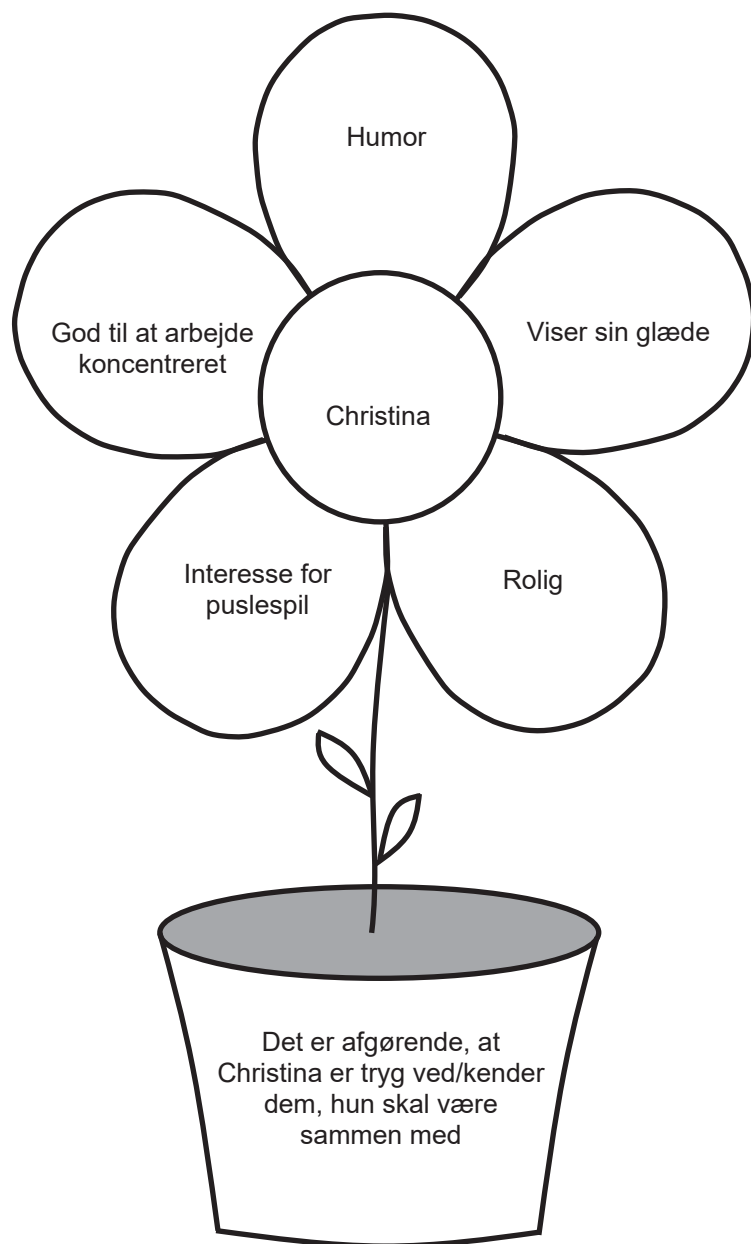 Humor
God til at arbejde
koncentreret
Viser sin glæde
Christina
Interesse for
puslespil
Rolig
Det er afgørende, at
Christina er tryg ved/kender
dem, hun skal være
sammen med